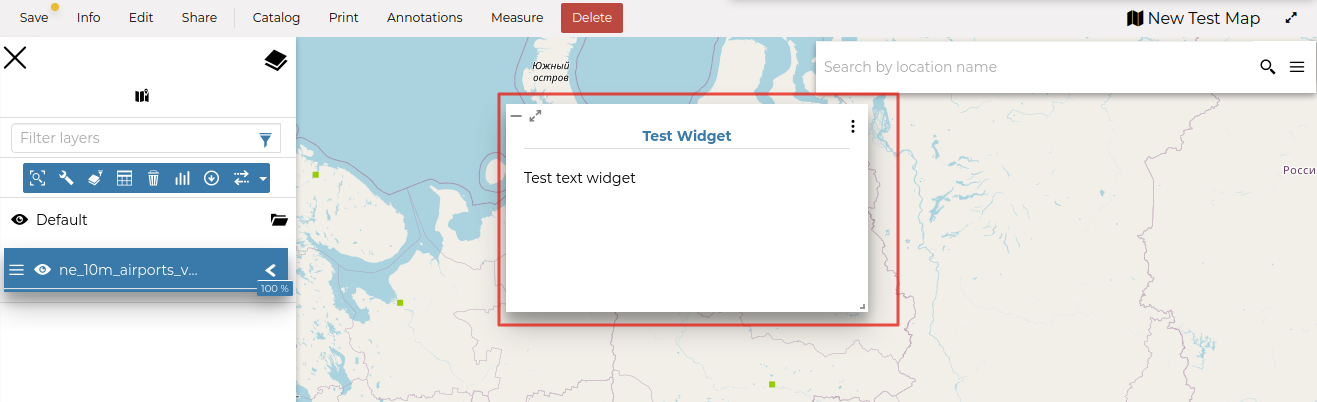 Save Info Edit Share Catalog Print Annotations Measure Delete New Test Map
Search by location name
Filter layers
Default
ne_10m_airports_v...
100 %
Южный
остров
Test Widget
Test text widget
Росси